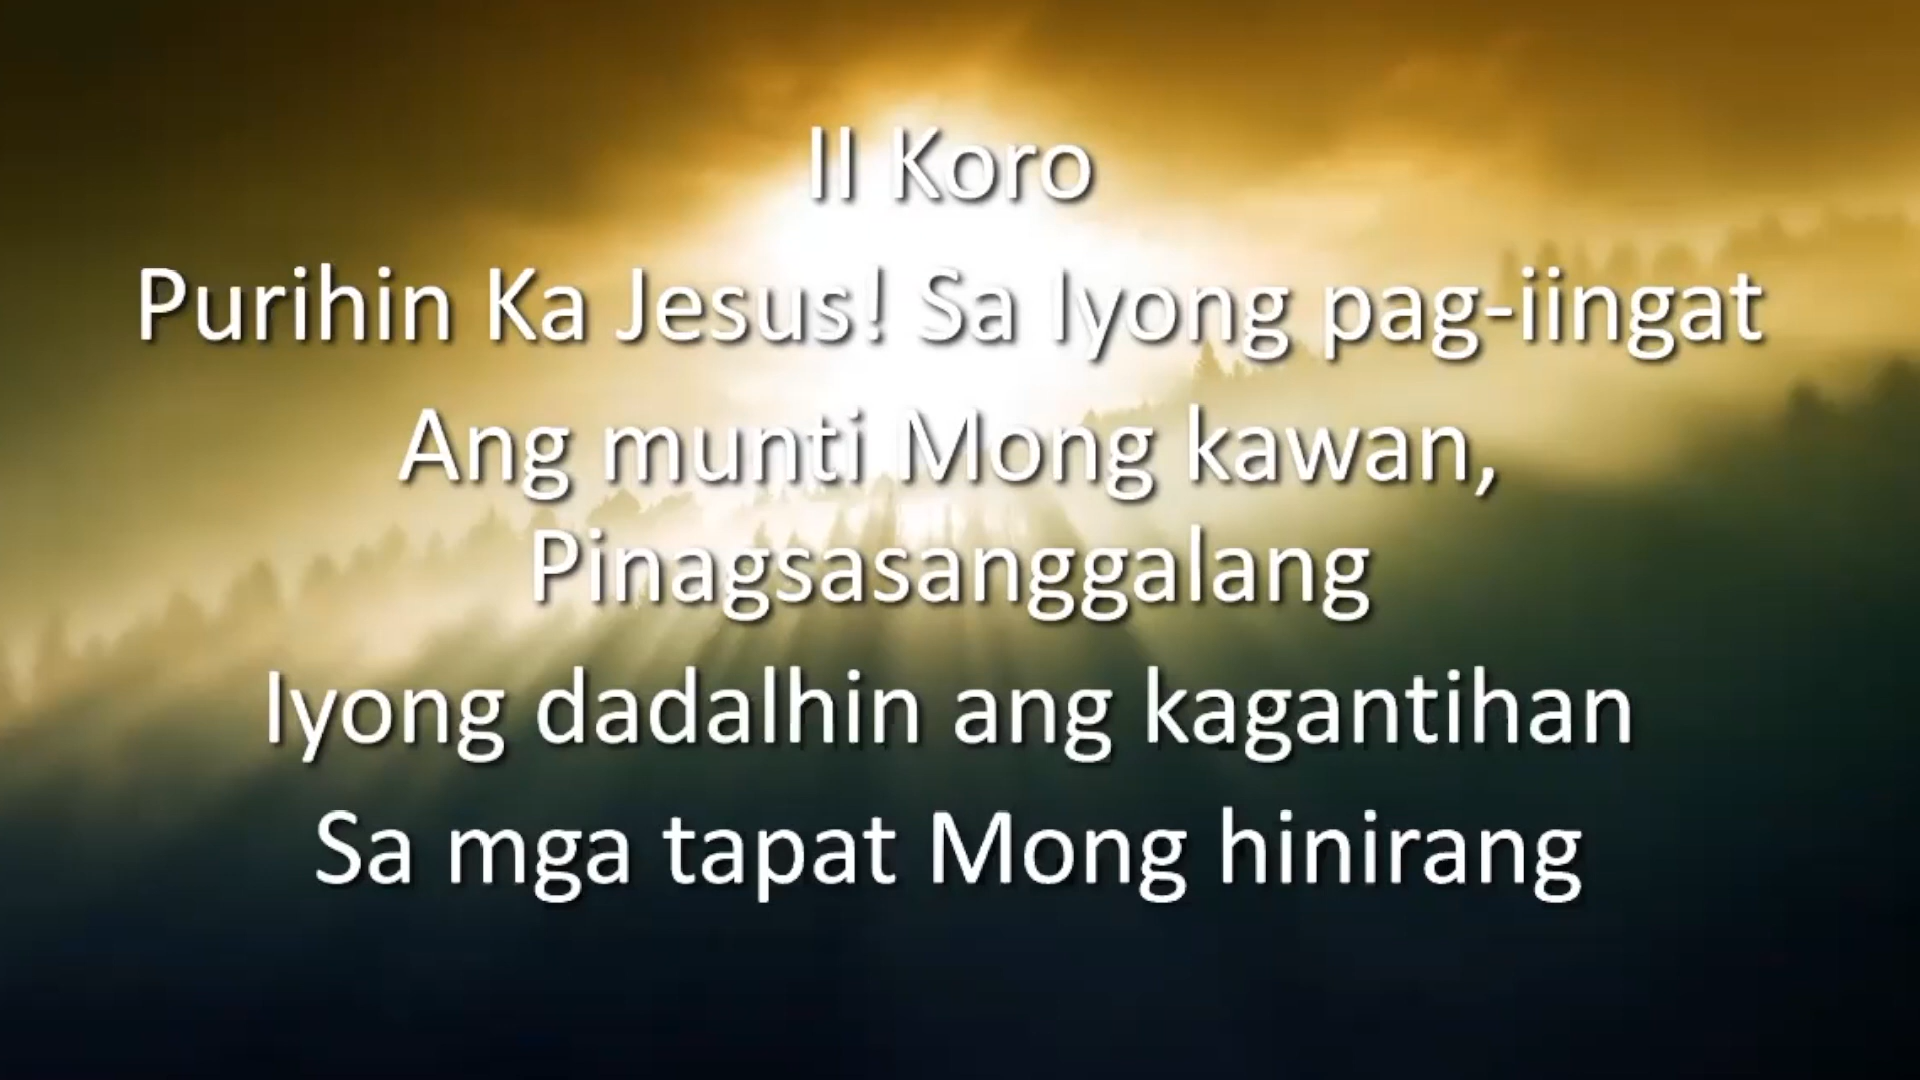 II Koro
Purihin Ka Jesus! Sa Iyong pag-iingat
Ang munti Mong kawan,
Pinagsasanggalang
Iyong dadalhin ang kagantihan
Sa mga tapat Mong hinirang